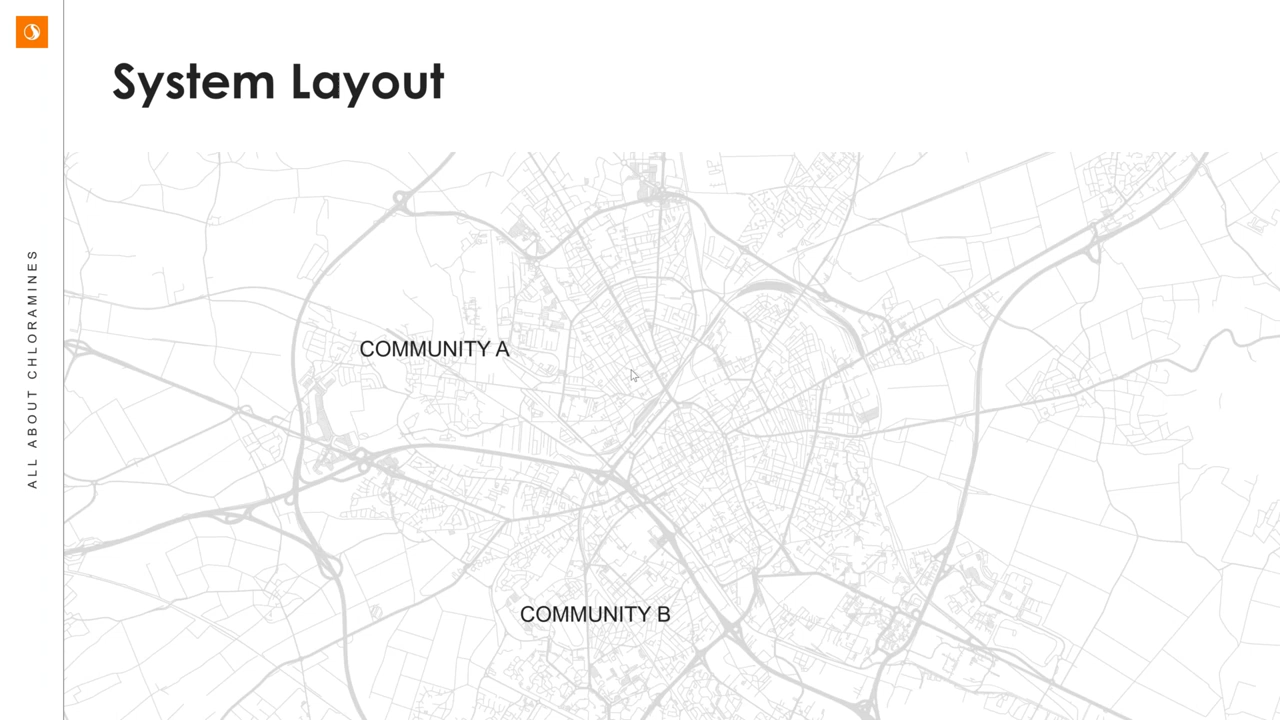 System Layout
ALL ABOUT CHLORAMINES
COMMUNITY A
COMMUNITY B